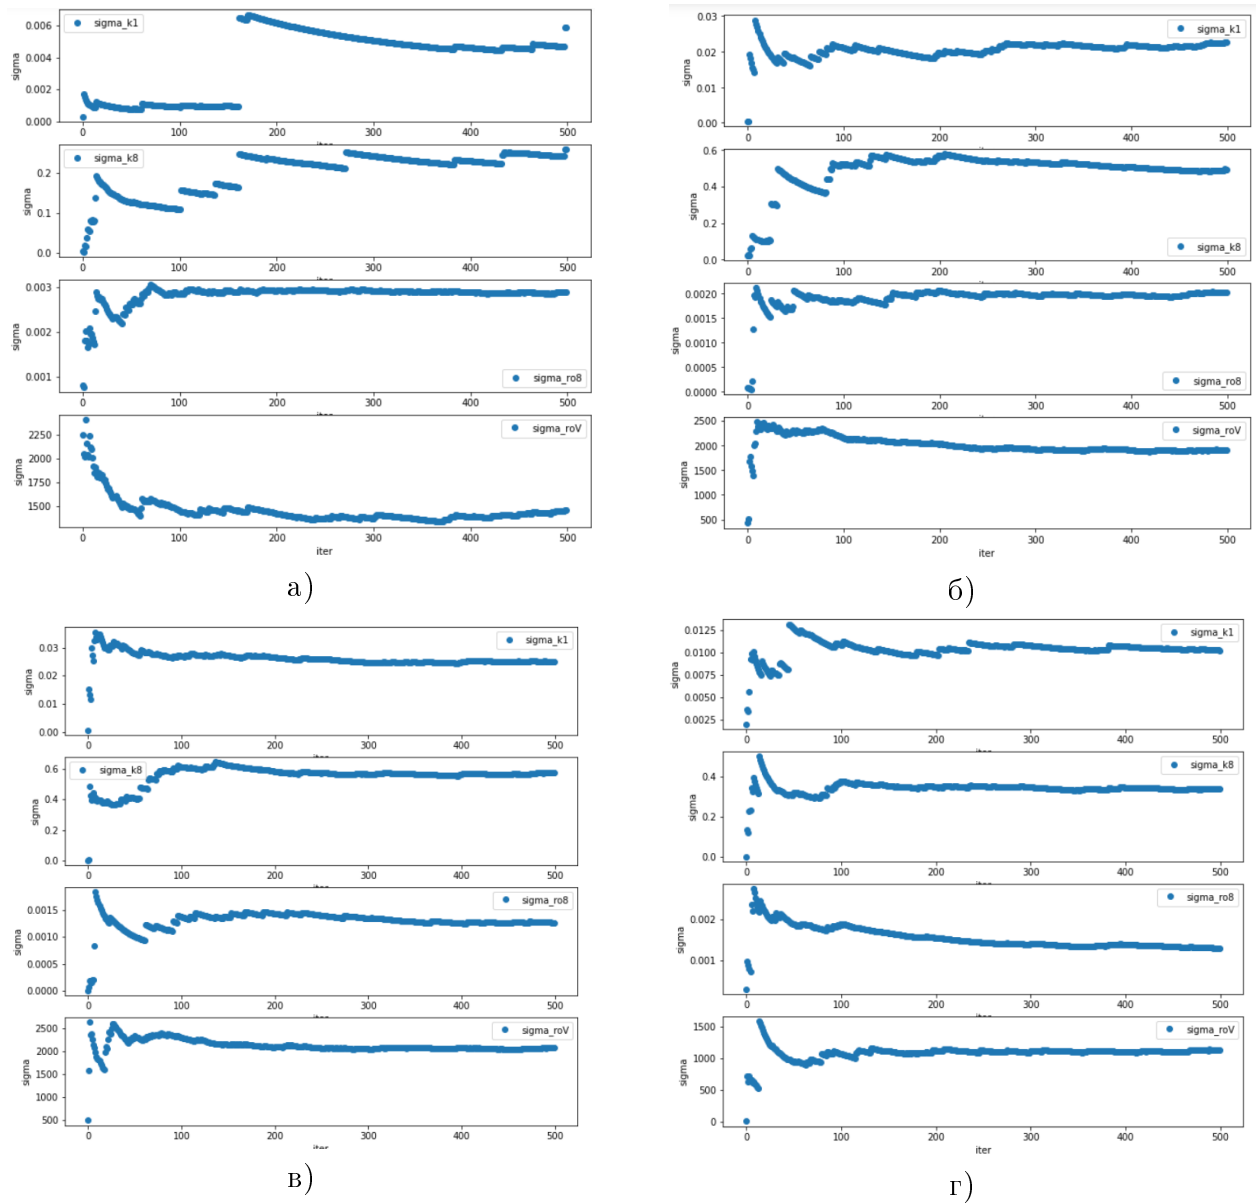 sigma_k1
sigma
0.006
0.004
0.002
0.000
0 100 200 300 400 500
sigma_k8
sigma
0.2
0.1
0.0
0 100 200 300 400 500
sigma_ro8
sigma
0.003
0.002
0.001
0 100 200 300 400 500
sigma_roV
sigma
2250
2000
1750
1500
0 100 200 300 400 500
iter
а)
sigma_k1
sigma
0.03
0.02
0.01
0.00
0 100 200 300 400 500
sigma_k8
sigma
0.6
0.4
0.2
0.0
0 100 200 300 400 500
sigma_ro8
sigma
0.0020
0.0015
0.0010
0.0005
0.0000
0 100 200 300 400 500
sigma_roV
sigma
2500
2000
1500
1000
500
0 100 200 300 400 500
iter
б)
sigma_k1
sigma
0.03
0.02
0.01
0.00
0 100 200 300 400 500
sigma_k8
sigma
0.6
0.4
0.2
0.0
0 100 200 300 400 500
sigma_ro8
sigma
0.0015
0.0010
0.0005
0.0000
0 100 200 300 400 500
sigma_roV
sigma
2500
2000
1500
1000
500
0 100 200 300 400 500
в)
sigma_k1
sigma
0.0125
0.0100
0.0075
0.0050
0.0025
0 100 200 300 400 500
sigma_k8
sigma
0.4
0.2
0.0
0 100 200 300 400 500
sigma_ro8
sigma
0.002
0.001
0 100 200 300 400 500
sigma_roV
sigma
1500
1000
500
0
0 100 200 300 400 500
iter
г)